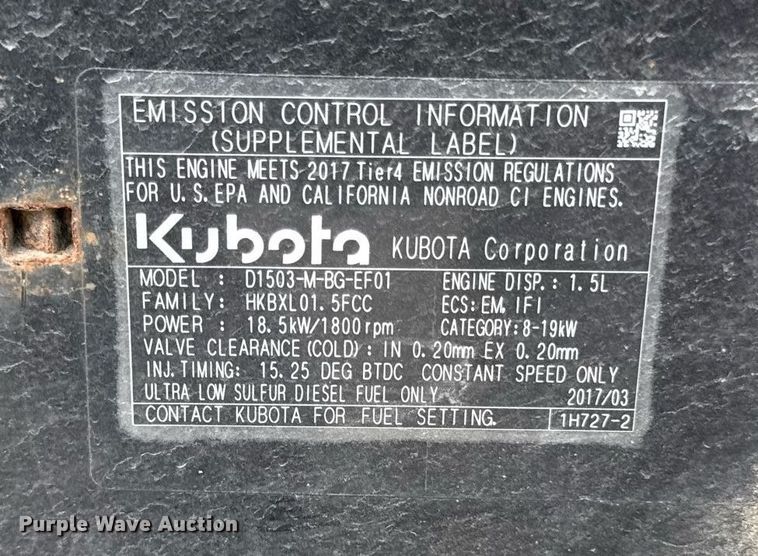 EMISSION CONTROL INFORMATION
(SUPPLEMENTAL LABEL)
THIS ENGINE MEETS 2017 Tier4 EMISSION REGULATIONS
FOR U.S.EPA AND CALIFORNIA NONROAD CI ENGINES.
Kubota KUBOTA Corporation
MODEL : D1503-M-BG-EF01 ENGINE DISP.: 1.5L
FAMILY: HKBXL01.5FCC ECS: EM, IFI
POWER : 18.5kW/1800rpm CATEGORY:8-19kW
VALVE CLEARANCE(COLD): IN 0.20mm EX 0.20mm
INJ.TIMING: 15.25 DEG BTDC CONSTANT SPEED ONLY
ULTRA LOW SULFUR DIESEL FUEL ONLY 2017/03
CONTACT KUBOTA FOR FUEL SETTING. 1H727-2
Purple Wave Auction